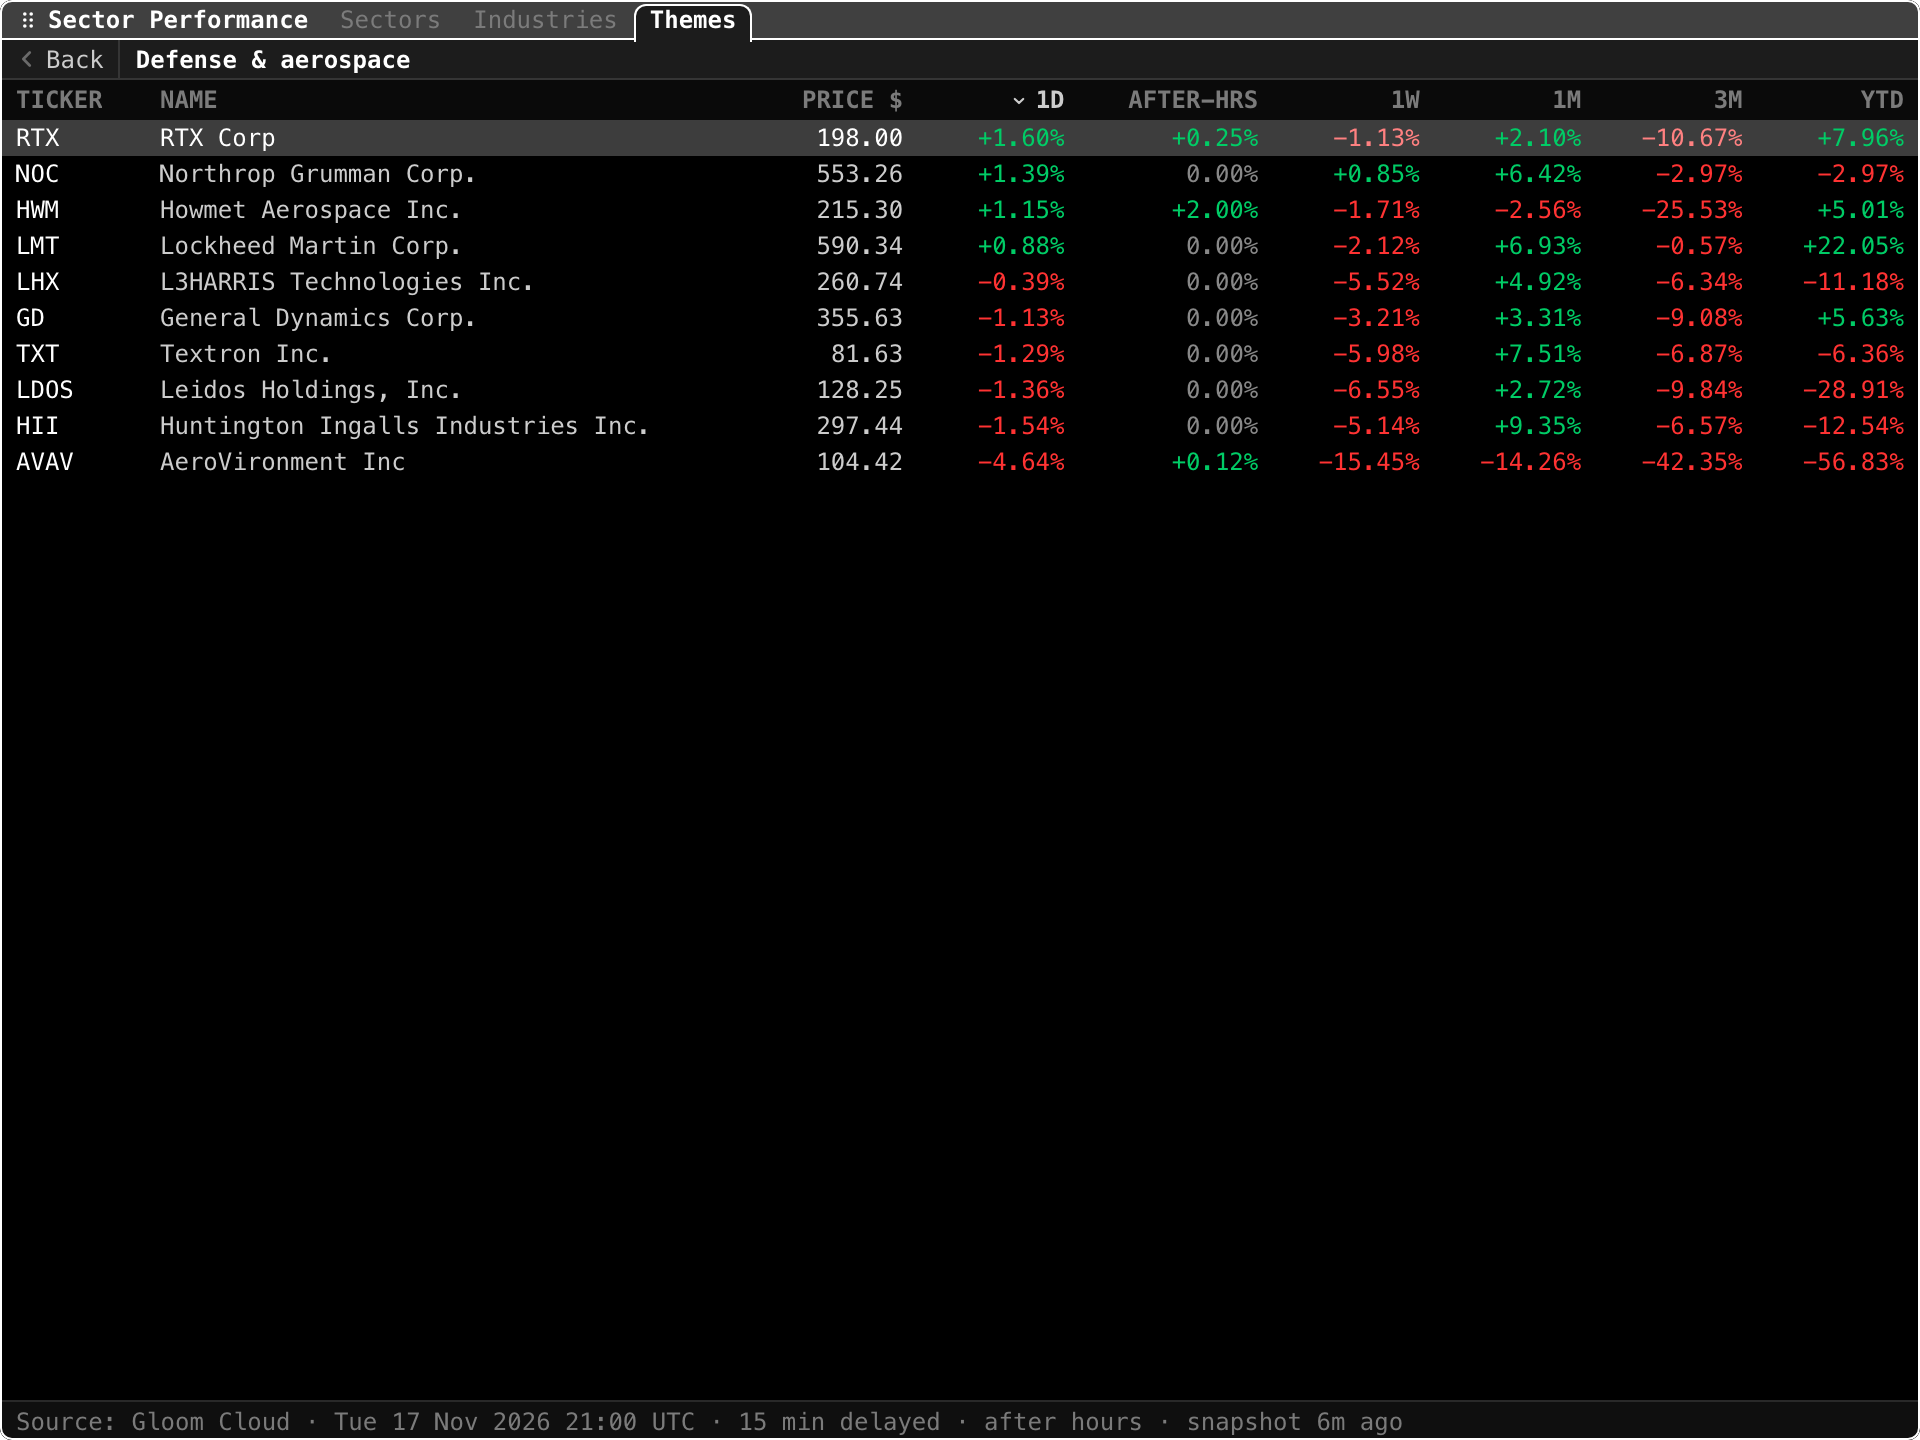 Sector Performance Sectors Industries Themes
Back Defense & aerospace
TICKER NAME PRICE $ 1D AFTER-HRS 1W 1M 3M YTD
RTX RTX Corp 198.00 +1.60% +0.25% −1.13% +2.10% −10.67% +7.96%
NOC Northrop Grumman Corp. 553.26 +1.39% 0.00% +0.85% +6.42% −2.97% −2.97%
HWM Howmet Aerospace Inc. 215.30 +1.15% +2.00% −1.71% −2.56% −25.53% +5.01%
LMT Lockheed Martin Corp. 590.34 +0.88% 0.00% −2.12% +6.93% −0.57% +22.05%
LHX L3HARRIS Technologies Inc. 260.74 −0.39% 0.00% −5.52% +4.92% −6.34% −11.18%
GD General Dynamics Corp. 355.63 −1.13% 0.00% −3.21% +3.31% −9.08% +5.63%
TXT Textron Inc. 81.63 −1.29% 0.00% −5.98% +7.51% −6.87% −6.36%
LDOS Leidos Holdings, Inc. 128.25 −1.36% 0.00% −6.55% +2.72% −9.84% −28.91%
HII Huntington Ingalls Industries Inc. 297.44 −1.54% 0.00% −5.14% +9.35% −6.57% −12.54%
AVAV AeroVironment Inc 104.42 −4.64% +0.12% −15.45% −14.26% −42.35% −56.83%
Source: Gloom Cloud · Tue 17 Nov 2026 21:00 UTC · 15 min delayed · after hours · snapshot 6m ago